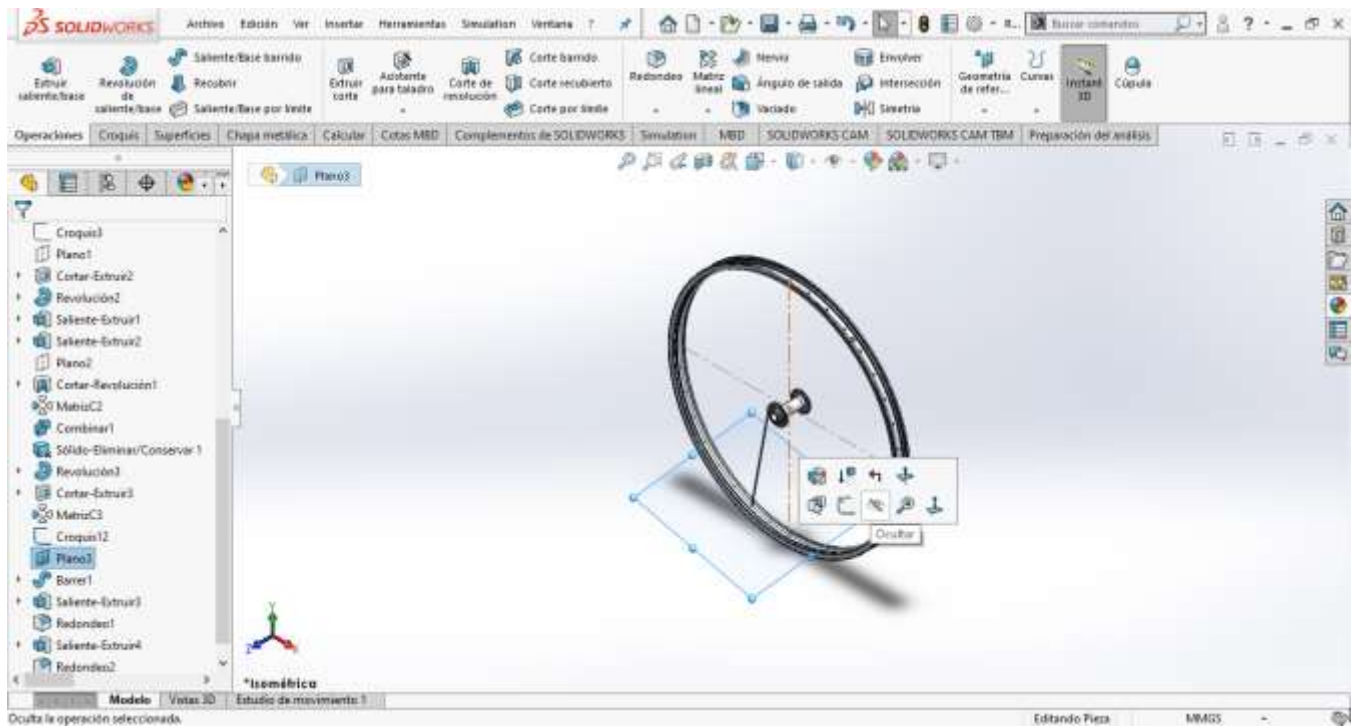 SOLIDWORKS Archivo Edición Ver Insertar Herramientas Simulation Ventana ? Buscar comandos ?
Extruir saliente/base
Revolución de saliente/base
Saliente/Base barrido
Recubrir
Saliente/Base por límite
Extruir corte
Asistente para taladro
Corte de revolución
Corte barrido
Corte recubierto
Corte por límite
Redondeo
Matriz lineal
Nervio
Ángulo de salida
Vaciado
Envolver
Intersección
Simetría
Geometría de refer...
Curvas
Instant 3D
Cúpula
Operaciones Croquis Superficies Chapa metálica Calcular Cotas MBD Complementos de SOLIDWORKS Simulation MBD SOLIDWORKS CAM SOLIDWORKS CAM TBM Preparación del análisis
Plano3
Croquis3
Plano1
Cortar-Extruir2
Revolución2
Saliente-Extruir1
Saliente-Extruir2
Plano2
Cortar-Revolución1
MatrizC2
Combinar1
Sólido-Eliminar/Conservar 1
Revolución3
Cortar-Extruir3
MatrizC3
Croquis12
Plano3
Barrer1
Saliente-Extruir3
Redondeo1
Saliente-Extruir4
Redondeo2
Ocultar
Y
Z
X
*Isométrica
Modelo Vistas 3D Estudio de movimiento 1
Oculta la operación seleccionada. Editando Pieza MMGS